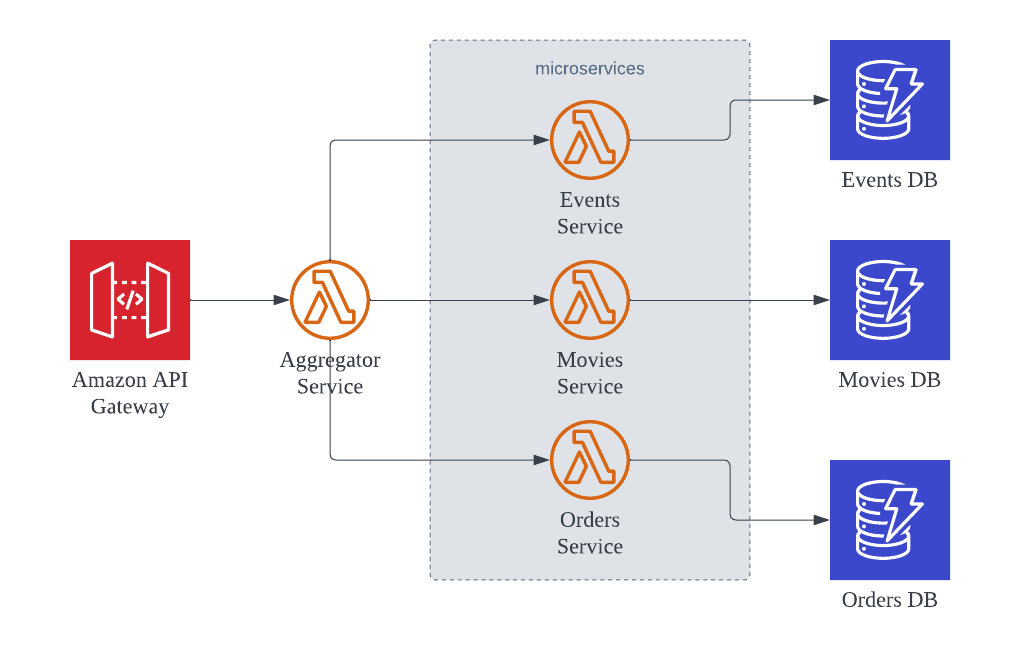 microservices
Events
Service
Events DB
Amazon API
Gateway
Aggregator
Service
Movies
Service
Movies DB
Orders
Service
Orders DB